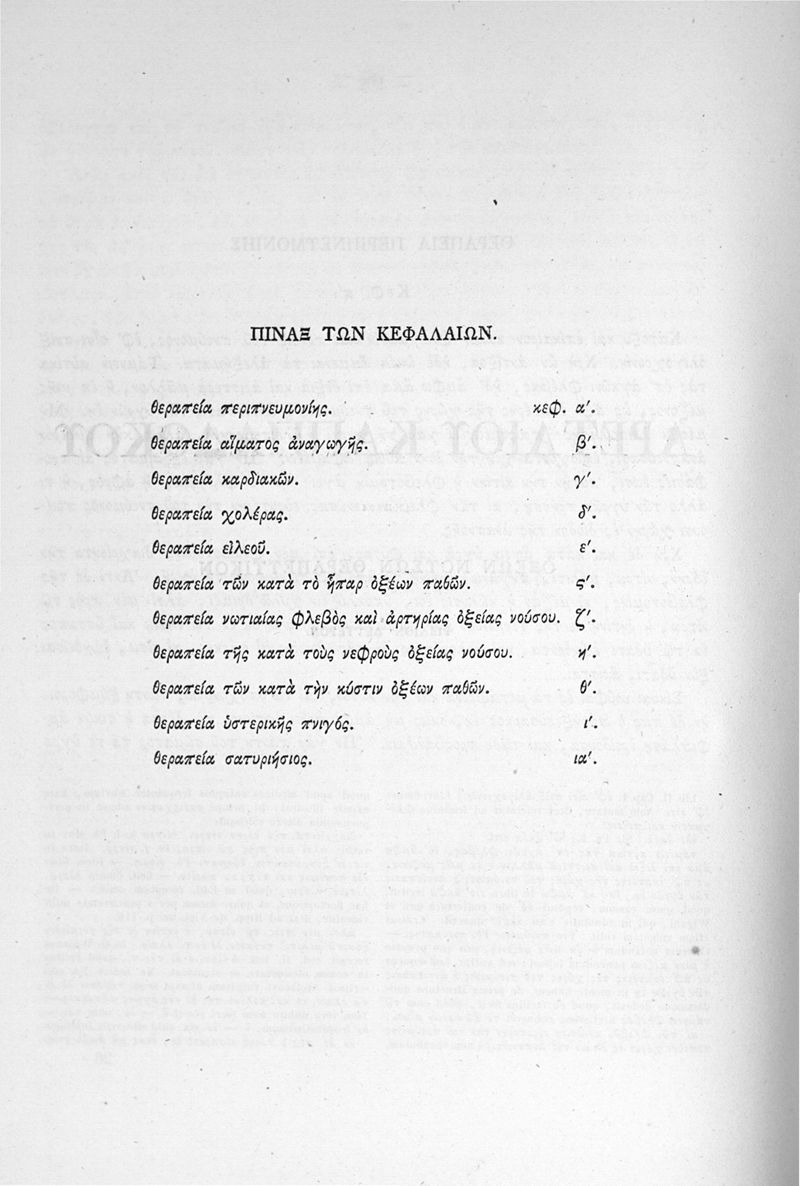 ΠΙΝΑΞ ΤΩΝ ΚΕΦΑΛΑΙΩΝ.
θεραπεία περιπνευμονίης. κεφ. α′.
θεραπεία αἵματος ἀναγωγῆς. β′.
θεραπεία καρδιακῶν. γ′.
θεραπεία χολέρας. δ′.
θεραπεία εἰλεοῦ. ε′.
θεραπεία τῶν κατὰ τὸ ἧπαρ ὀξέων παθῶν. ϛ′.
θεραπεία νωτιαίας φλεβὸς καὶ ἀρτηρίας ὀξείας νούσου. ζ′.
θεραπεία τῆς κατὰ τοὺς νεφροὺς ὀξείας νούσου. η′.
θεραπεία τῶν κατὰ τὴν κύστιν ὀξέων παθῶν. θ′.
θεραπεία ὑστερικῆς πνιγός. ι′.
θεραπεία σατυριήσιος. ια′.